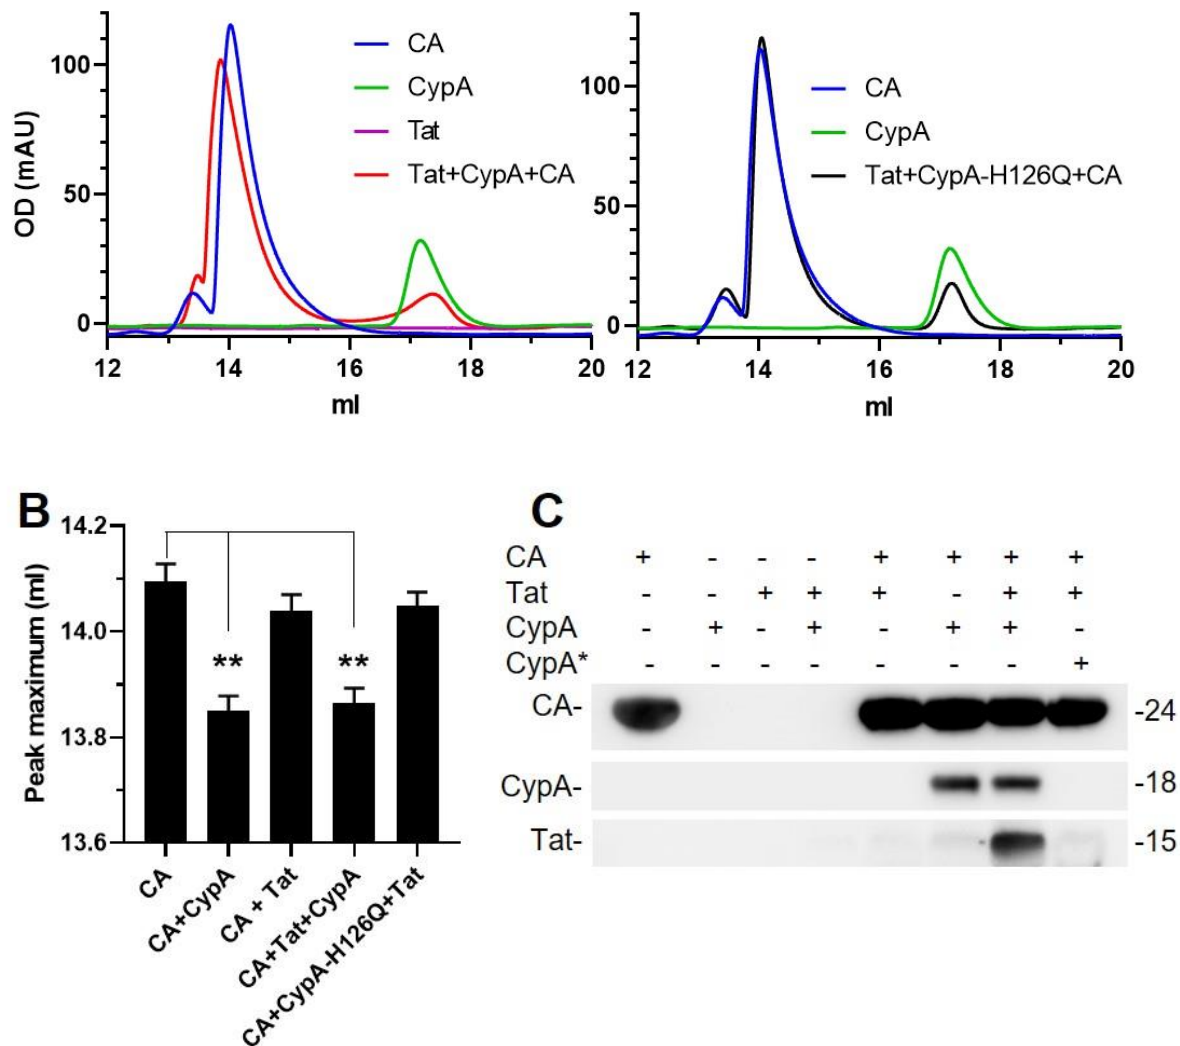 100
50
0
OD (mAU)
CA
CypA
Tat
Tat+CypA+CA
12 14 16 18 20
ml
100
50
0
CA
CypA
Tat+CypA-H126Q+CA
12 14 16 18 20
ml
B
14.2
14.0
13.8
13.6
Peak maximum (ml)
** **
CA
CA+CypA
CA + Tat
CA+Tat+CypA
CA+CypA-H126Q+Tat
C
CA + - - - + + + +
Tat - - + + + - + +
CypA - + - + - + + -
CypA* - - - - - - - +
CA- -24
CypA- -18
Tat- -15